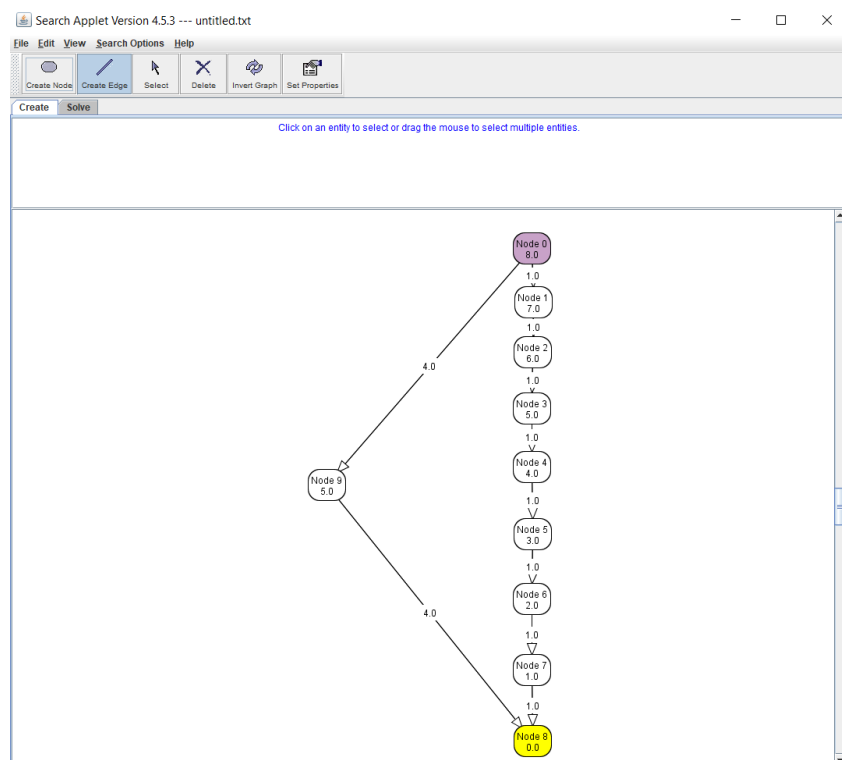 Search Applet Version 4.5.3 --- untitled.txt
File Edit View Search Options Help
Create Node Create Edge Select Delete Invert Graph Set Properties
Create Solve
Click on an entity to select or drag the mouse to select multiple entities.
Node 0
8.0
1.0
Node 1
7.0
1.0
Node 2
6.0
4.0
1.0
Node 3
5.0
1.0
Node 4
4.0
Node 9
5.0
1.0
Node 5
3.0
1.0
Node 6
2.0
4.0
1.0
Node 7
1.0
1.0
Node 8
0.0